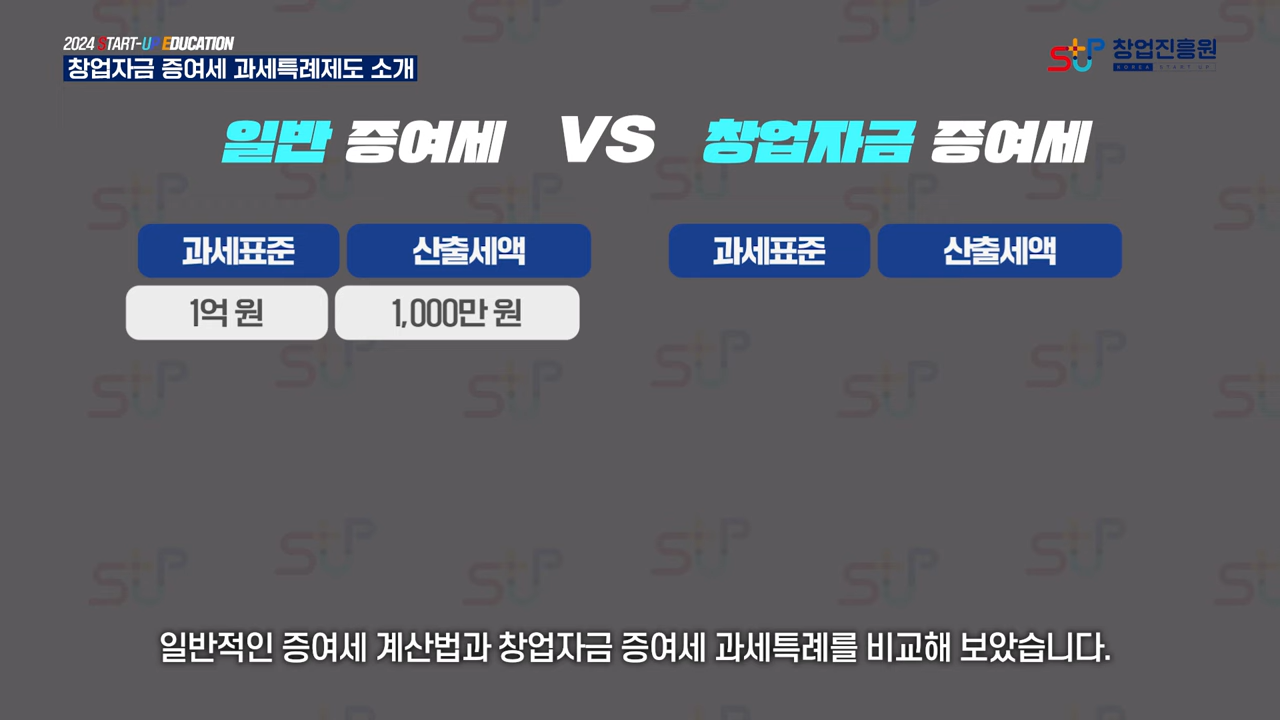 2024 START-UP EDUCATION
창업자금 증여세 과세특례제도 소개
STUP 창업진흥원
KOREA START UP
일반 증여세 VS 창업자금 증여세
과세표준 산출세액 과세표준 산출세액
1억 원 1,000만 원
일반적인 증여세 계산법과 창업자금 증여세 과세특례를 비교해 보았습니다.